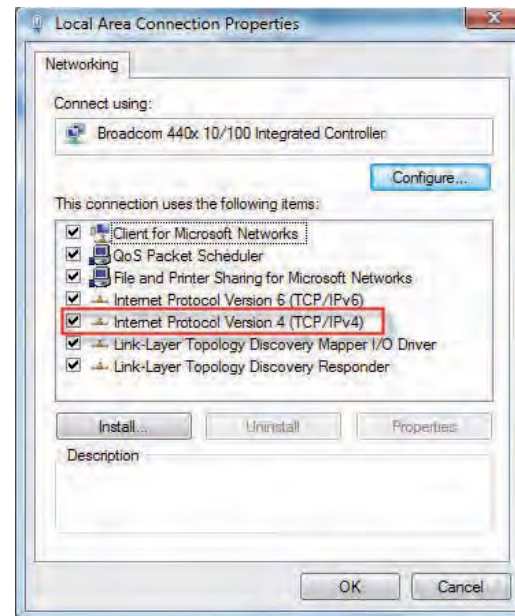 Local Area Connection Properties
Networking
Connect using:
Broadcom 440x 10/100 Integrated Controller
Configure...
This connection uses the following items:
Client for Microsoft Networks
QoS Packet Scheduler
File and Printer Sharing for Microsoft Networks
Internet Protocol Version 6 (TCP/IPv6)
Internet Protocol Version 4 (TCP/IPv4)
Link-Layer Topology Discovery Mapper I/O Driver
Link-Layer Topology Discovery Responder
Install... Uninstall Properties
Description
OK Cancel